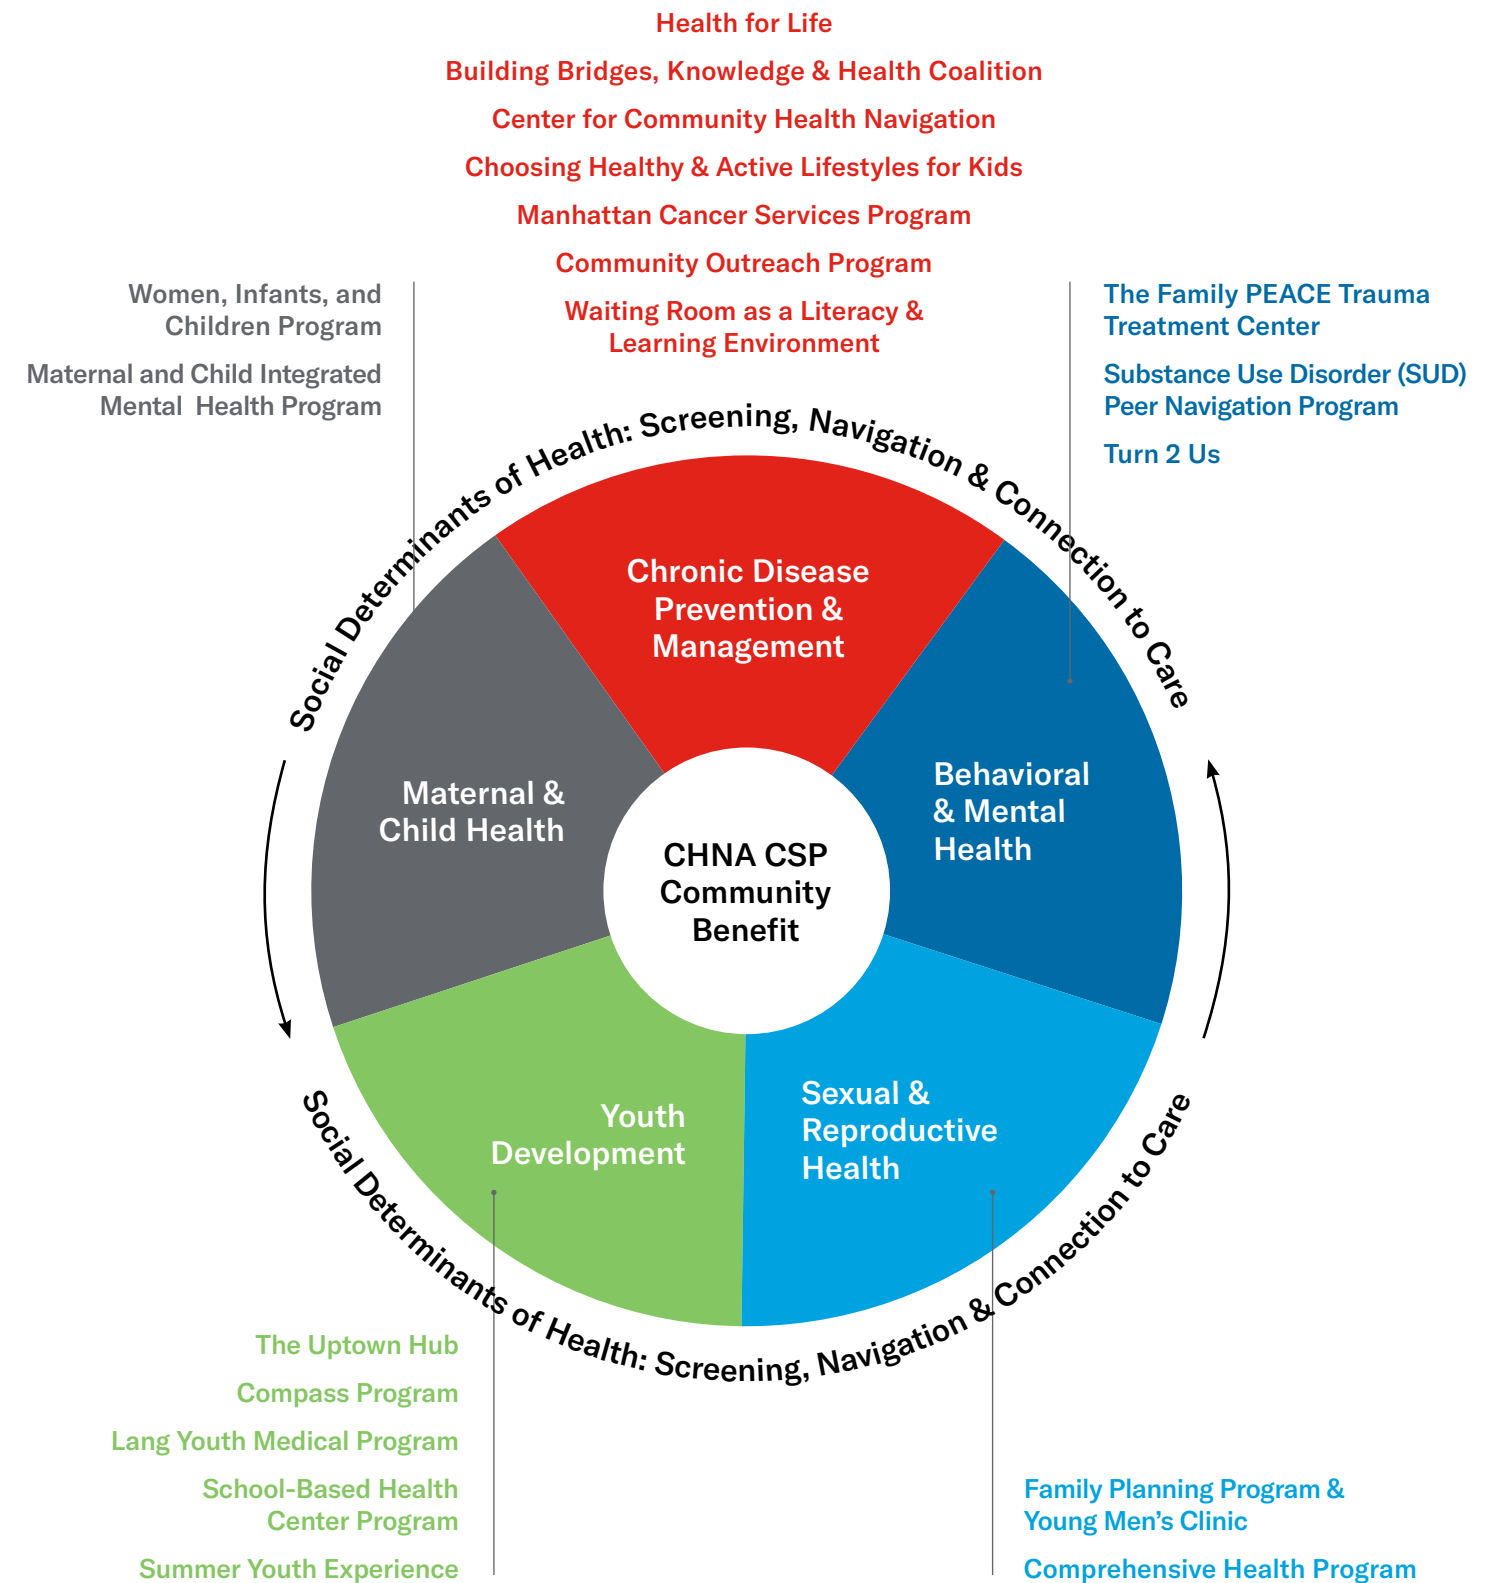 Health for Life
Building Bridges, Knowledge & Health Coalition
Center for Community Health Navigation
Choosing Healthy & Active Lifestyles for Kids
Manhattan Cancer Services Program
Community Outreach Program
Waiting Room as a Literacy &
Learning Environment
Women, Infants, and
Children Program
Maternal and Child Integrated
Mental Health Program
The Family PEACE Trauma
Treatment Center
Substance Use Disorder (SUD)
Peer Navigation Program
Turn 2 Us
Social Determinants of Health: Screening, Navigation & Connection to Care
Chronic Disease
Prevention &
Management
Maternal &
Child Health
Behavioral
& Mental
Health
CHNA CSP
Community
Benefit
Youth
Development
Sexual &
Reproductive
Health
Social Determinants of Health: Screening, Navigation & Connection to Care
The Uptown Hub
Compass Program
Lang Youth Medical Program
School-Based Health
Center Program
Summer Youth Experience
Family Planning Program &
Young Men’s Clinic
Comprehensive Health Program